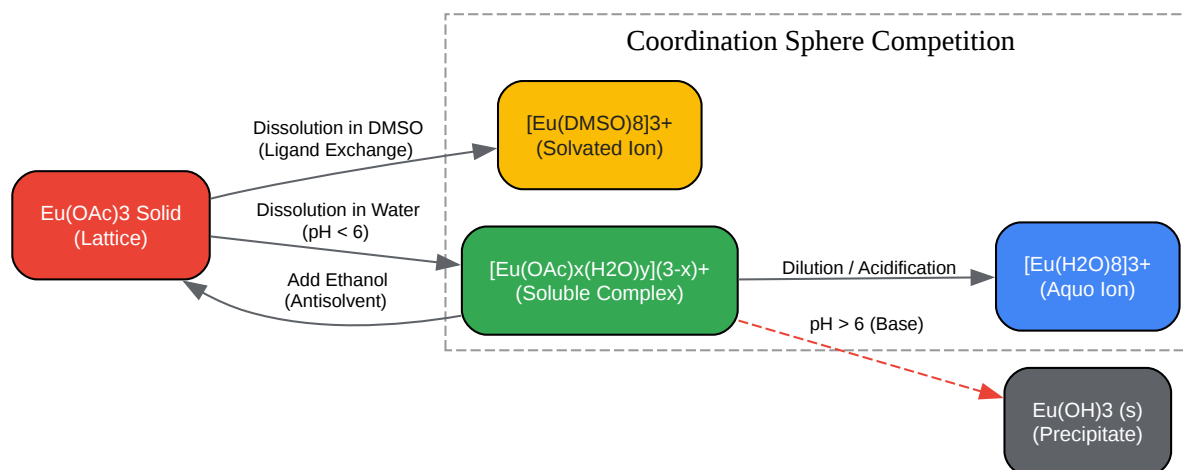 Coordination Sphere Competition
[Eu(DMSO)8]3+
(Solvated Ion)
Dissolution in DMSO
(Ligand Exchange)
Eu(OAc)3 Solid
(Lattice)
Dissolution in Water
(pH < 6)
[Eu(OAc)x(H2O)y](3-x)+
(Soluble Complex)
Add Ethanol
(Antisolvent)
Dilution / Acidification
[Eu(H2O)8]3+
(Aquo Ion)
pH > 6 (Base)
Eu(OH)3 (s)
(Precipitate)